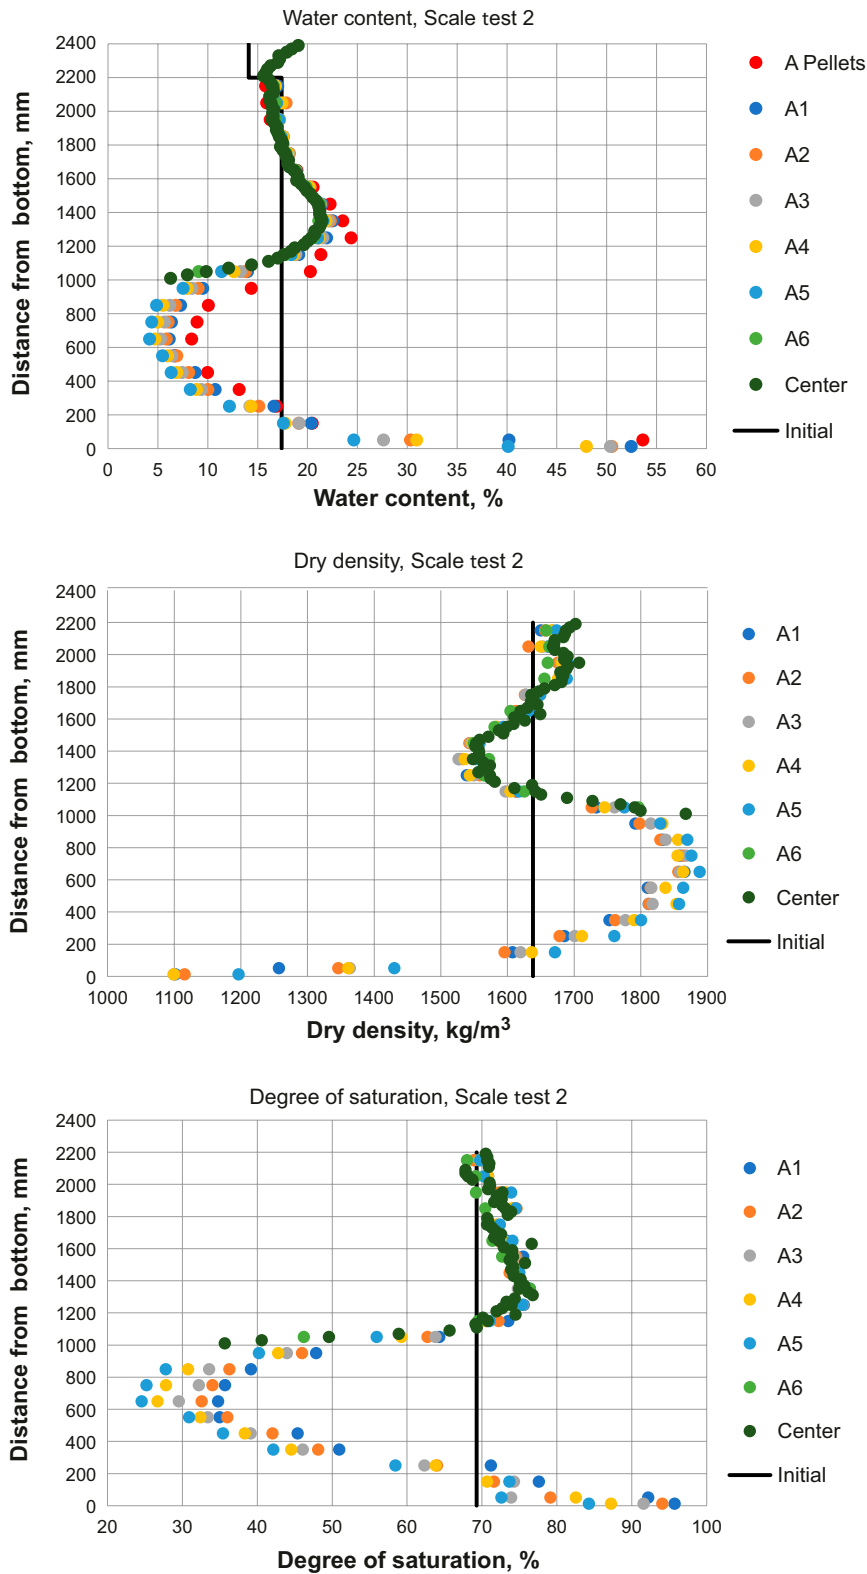 Water content, Scale test 2
2400
2200
2000
1800
1600
1400
1200
1000
800
600
400
200
0
0 5 10 15 20 25 30 35 40 45 50 55 60
Distance from bottom, mm
Water content, %
A Pellets
A1
A2
A3
A4
A5
A6
Center
Initial
Dry density, Scale test 2
2400
2200
2000
1800
1600
1400
1200
1000
800
600
400
200
0
1000 1100 1200 1300 1400 1500 1600 1700 1800 1900
Distance from bottom, mm
Dry density, kg/m³
A1
A2
A3
A4
A5
A6
Center
Initial
Degree of saturation, Scale test 2
2400
2200
2000
1800
1600
1400
1200
1000
800
600
400
200
0
20 30 40 50 60 70 80 90 100
Distance from bottom, mm
Degree of saturation, %
A1
A2
A3
A4
A5
A6
Center
Initial